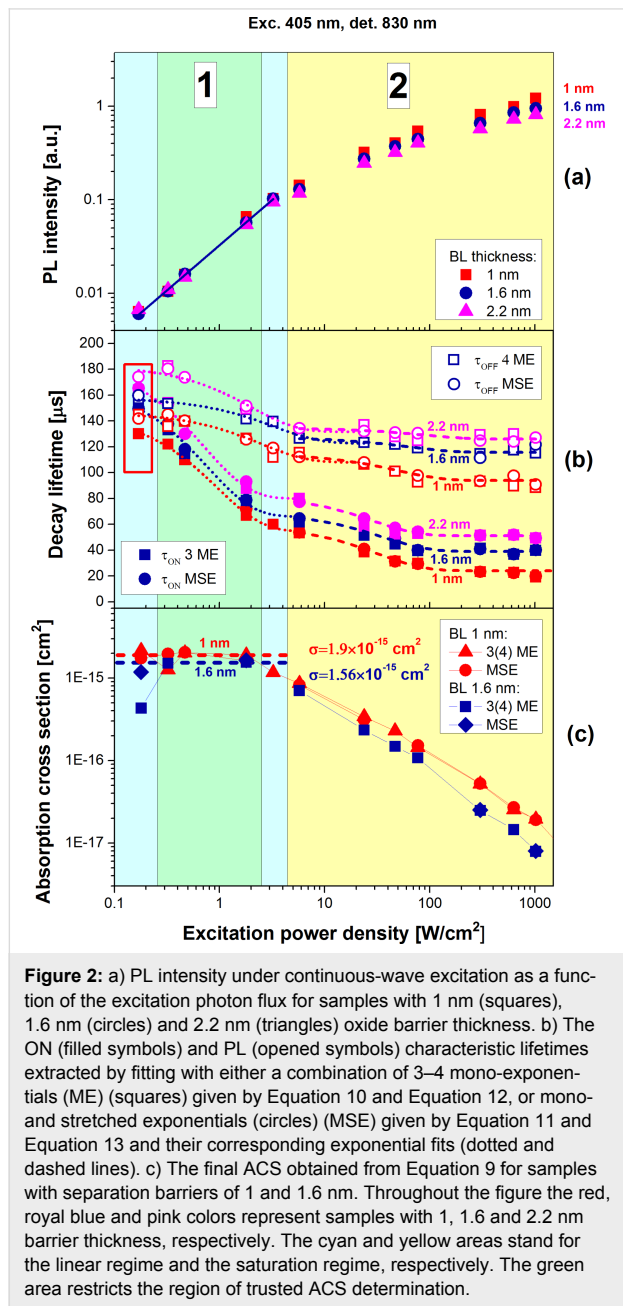 Exc. 405 nm, det. 830 nm
1
2
1 nm
1.6 nm
2.2 nm
PL intensity [a.u.]
1
0.1
0.01
(a)
BL thickness:
1 nm
1.6 nm
2.2 nm
Decay lifetime [µs]
220
200
180
160
140
120
100
80
60
40
20
0
τOFF 4 ME
τOFF MSE
2.2 nm
1.6 nm
1 nm
(b)
2.2 nm
1.6 nm
1 nm
τON 3 ME
τON MSE
Absorption cross section [cm²]
1E-15
1E-16
1E-17
1 nm
1.6 nm
σ=1.9×10⁻¹⁵ cm²
σ=1.56×10⁻¹⁵ cm²
BL 1 nm:
3(4) ME
MSE
BL 1.6 nm:
3(4) ME
MSE
(c)
0.1
1
10
100
1000
Excitation power density [W/cm²]
Figure 2: a) PL intensity under continuous-wave excitation as a func-
tion of the excitation photon flux for samples with 1 nm (squares),
1.6 nm (circles) and 2.2 nm (triangles) oxide barrier thickness. b) The
ON (filled symbols) and PL (opened symbols) characteristic lifetimes
extracted by fitting with either a combination of 3–4 mono-exponen-
tials (ME) (squares) given by Equation 10 and Equation 12, or mono-
and stretched exponentials (circles) (MSE) given by Equation 11 and
Equation 13 and their corresponding exponential fits (dotted and
dashed lines). c) The final ACS obtained from Equation 9 for samples
with separation barriers of 1 and 1.6 nm. Throughout the figure the red,
royal blue and pink colors represent samples with 1, 1.6 and 2.2 nm
barrier thickness, respectively. The cyan and yellow areas stand for
the linear regime and the saturation regime, respectively. The green
area restricts the region of trusted ACS determination.